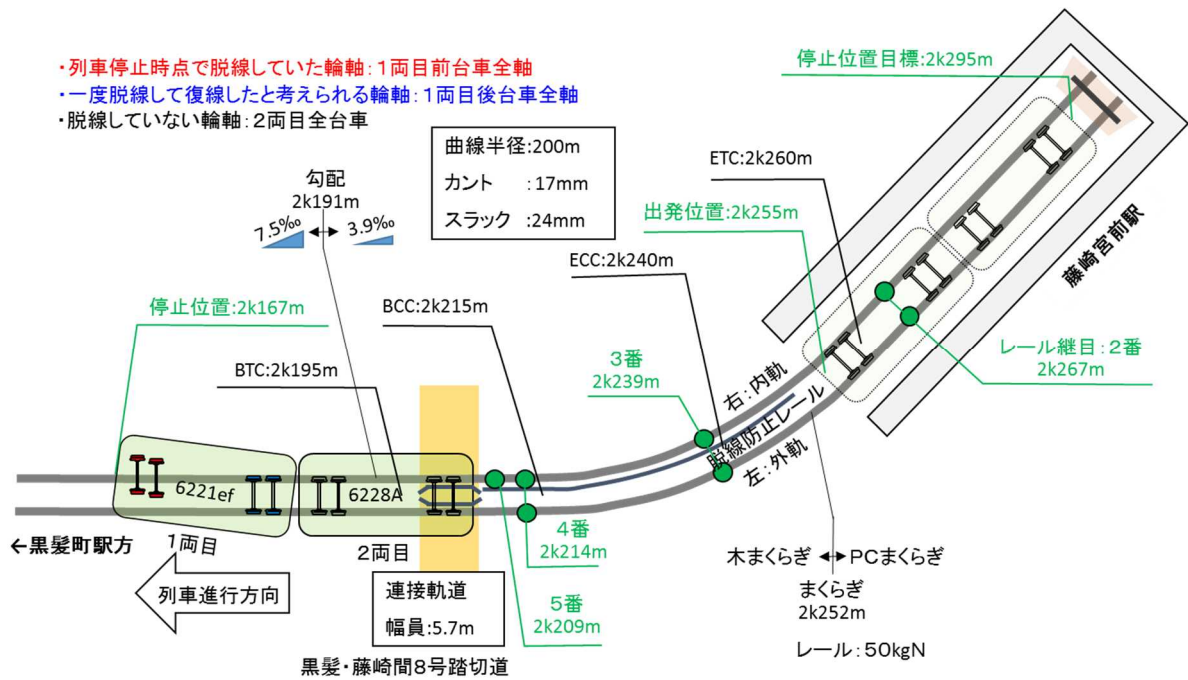 ・列車停止時点で脱線していた輪軸：１両目前台車全軸
・一度脱線して復線したと考えられる輪軸：１両目後台車全軸
・脱線していない輪軸：２両目全台車
曲線半径:200m
カント　:17mm
スラック　:24mm
停止位置目標:2k295m
ETC:2k260m
出発位置:2k255m
勾配
2k191m
7.5‰
3.9‰
ECC:2k240m
藤崎宮前駅
停止位置:2k167m
BCC:2k215m
BTC:2k195m
3番
2k239m
レール継目：２番
2k267m
右：内軌
脱線防止レール
左：外軌
6221ef
6228A
１両目
２両目
←黒髪町駅方
列車進行方向
4番
2k214m
5番
2k209m
連接軌道
幅員:5.7m
黒髪・藤崎間８号踏切道
木まくらぎ
PCまくらぎ
まくらぎ
2k252m
レール：５０kgN